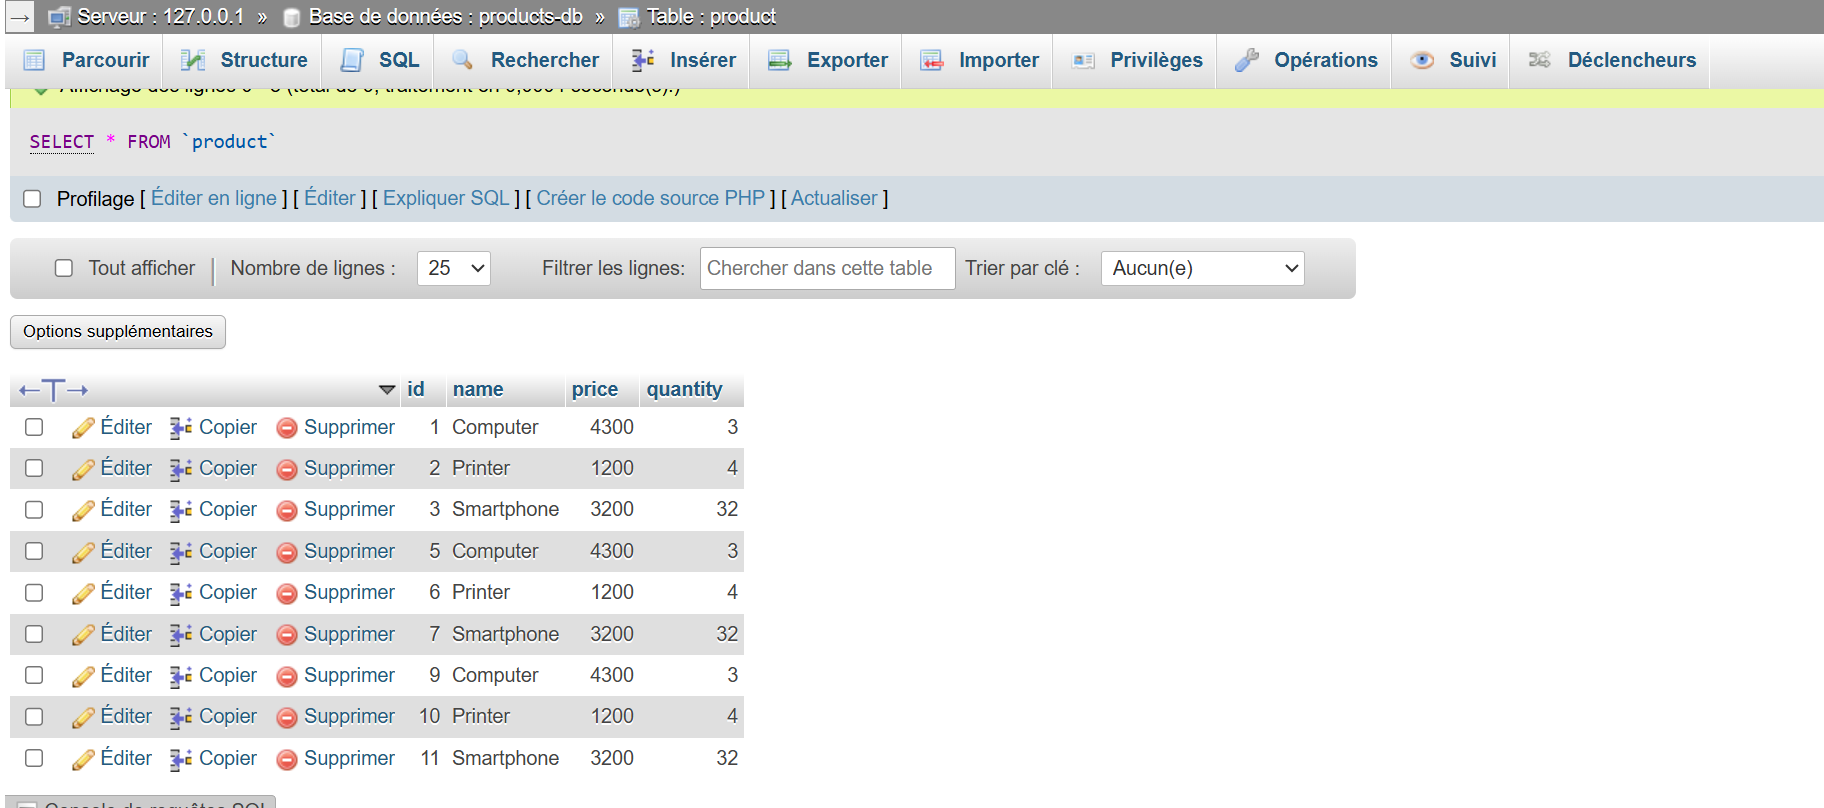 Serveur : 127.0.0.1 » Base de données : products-db » Table : product
Parcourir Structure SQL Rechercher Insérer Exporter Importer Privilèges Opérations Suivi Déclencheurs
SELECT * FROM `product`
Profilage [ Éditer en ligne ] [ Éditer ] [ Expliquer SQL ] [ Créer le code source PHP ] [ Actualiser ]
Tout afficher Nombre de lignes : 25 Filtrer les lignes: Chercher dans cette table Trier par clé : Aucun(e)
Options supplémentaires
id name price quantity
Éditer Copier Supprimer 1 Computer 4300 3
Éditer Copier Supprimer 2 Printer 1200 4
Éditer Copier Supprimer 3 Smartphone 3200 32
Éditer Copier Supprimer 5 Computer 4300 3
Éditer Copier Supprimer 6 Printer 1200 4
Éditer Copier Supprimer 7 Smartphone 3200 32
Éditer Copier Supprimer 9 Computer 4300 3
Éditer Copier Supprimer 10 Printer 1200 4
Éditer Copier Supprimer 11 Smartphone 3200 32
Console de requêtes SQL